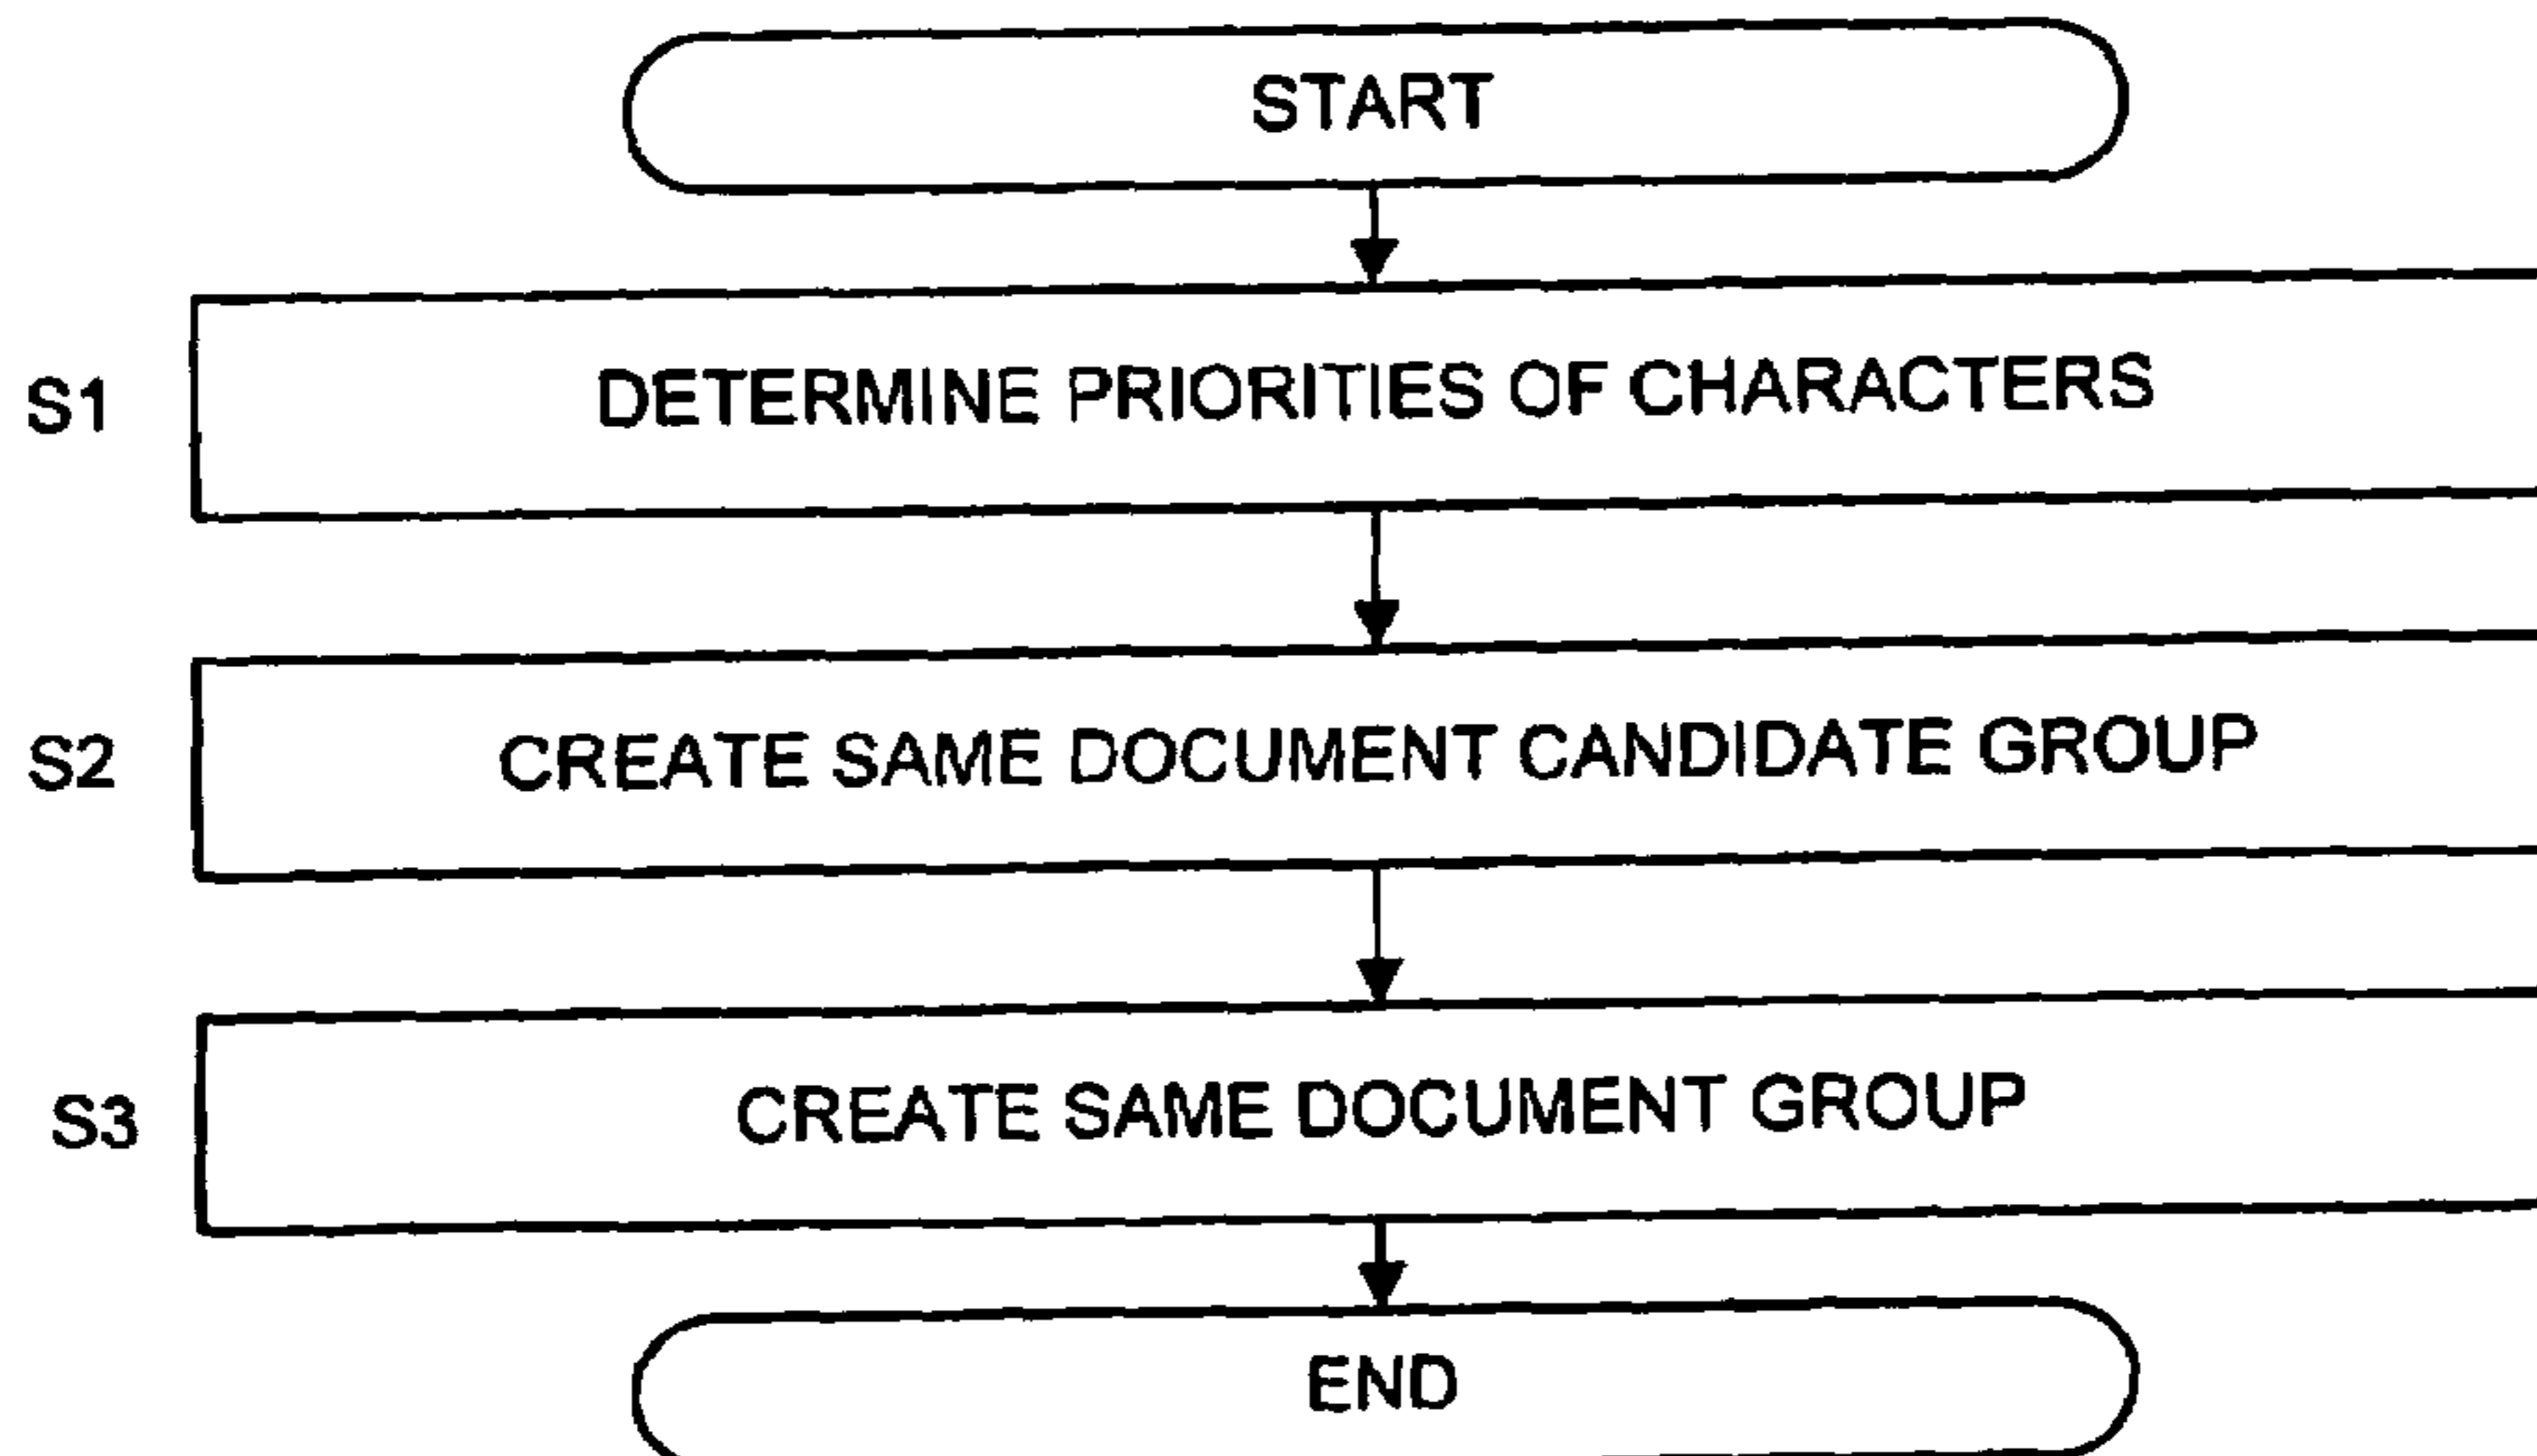 START
S1 DETERMINE PRIORITIES OF CHARACTERS
S2 CREATE SAME DOCUMENT CANDIDATE GROUP
S3 CREATE SAME DOCUMENT GROUP
END